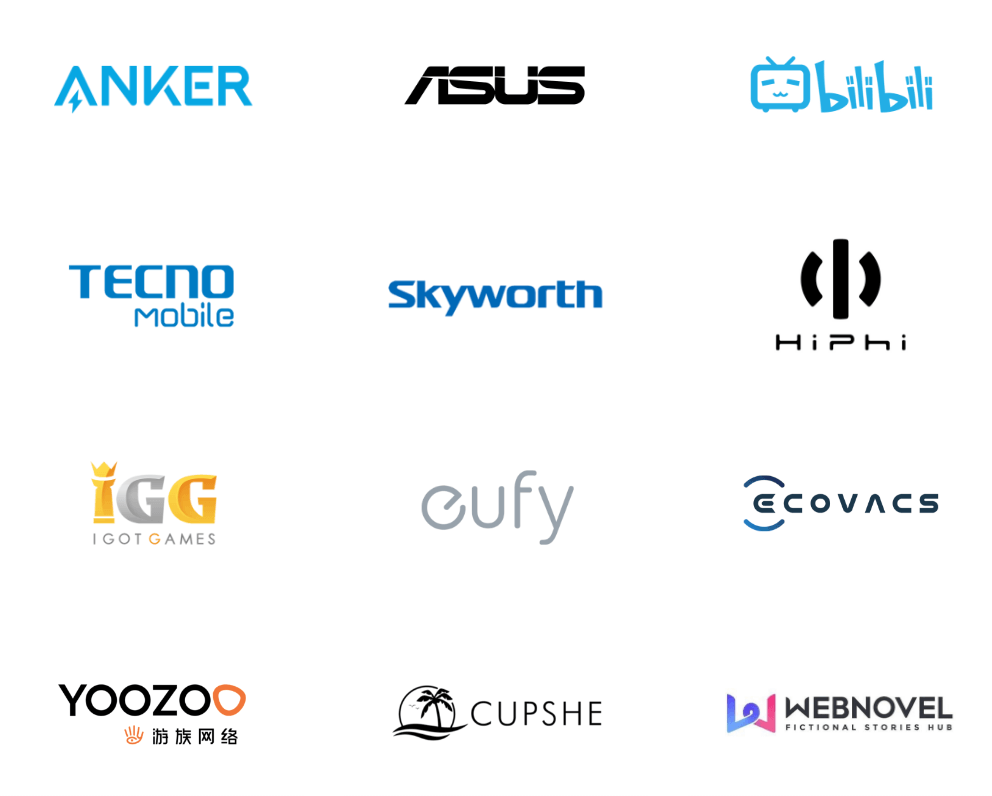 ANKER
ASUS
bilibili
TECNO
mobile
Skyworth
HiPhi
IGG
I GOT GAMES
eufy
ECOVACS
YOOZOO
游族网络
CUPSHE
WEBNOVEL
FICTIONAL STORIES HUB